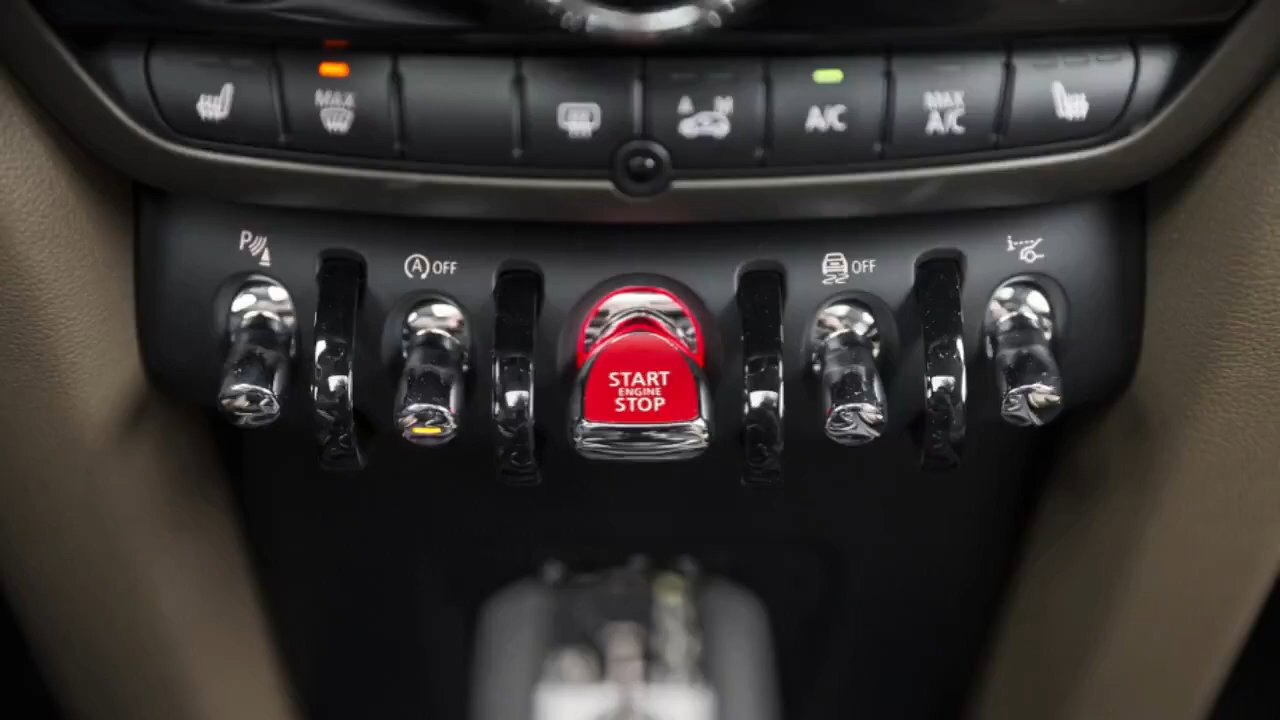 MAX
A M
A/C
MAX
A/C
P
A OFF
OFF
i
START
ENGINE
STOP